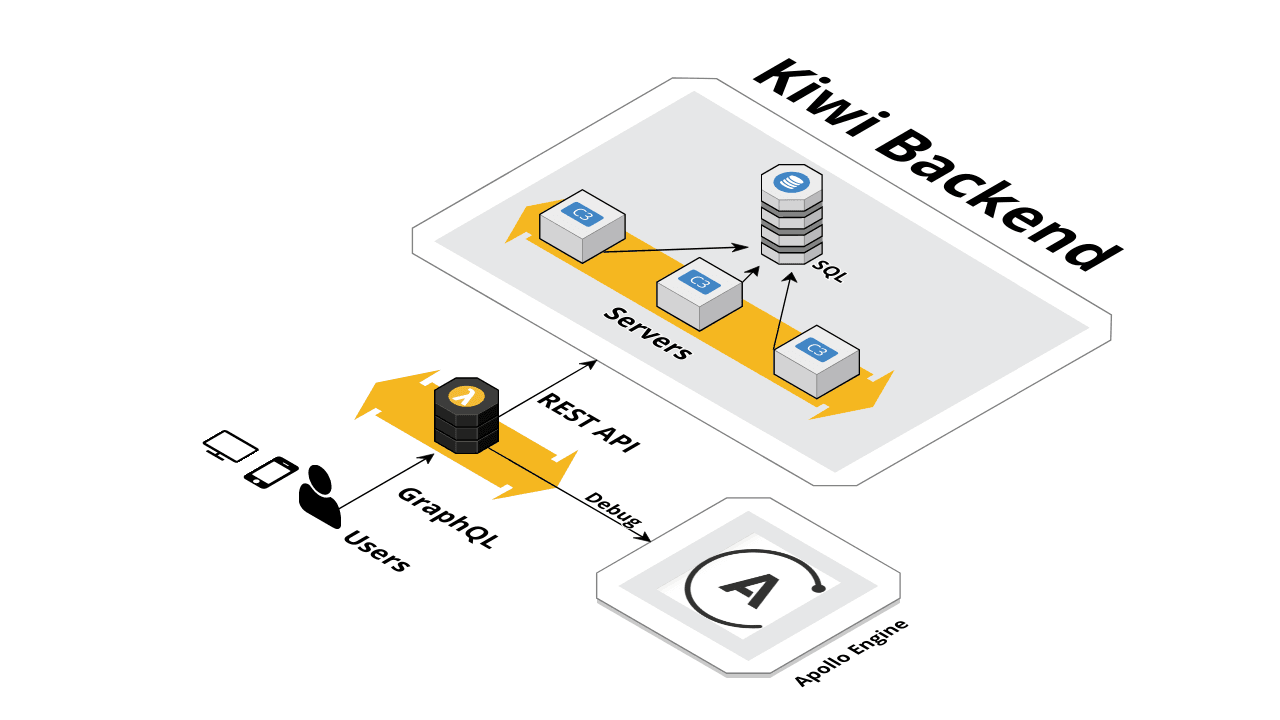 Kiwi Backend
C3
C3
C3
SQL
Servers
REST API
λ
GraphQL
Users
Debug
A
Apollo Engine